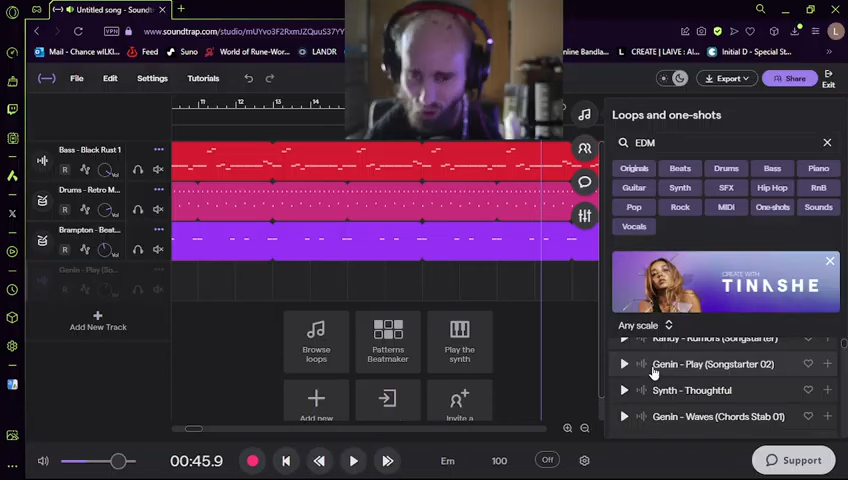 Untitled song - Soundtrap
VPN
www.soundtrap.com/studio/mUYvo3F2RxmJZQuuS37YY
Mail - Chance wILKI...
Feed
Suno
World of Rune-Wor...
LANDR
Online Bandla...
CREATE | LAIVE : AI...
Initial D - Special St...
File
Edit
Settings
Tutorials
Export
Share
Exit
11
12
13
14
Loops and one-shots
EDM
Bass - Black Rust 1
R
Drums - Retro M...
R
Brampton - Beat...
R
Genin - Play (So...
R
Add New Track
Originals
Beats
Drums
Bass
Piano
Guitar
Synth
SFX
Hip Hop
RnB
Pop
Rock
MIDI
One-shots
Sounds
Vocals
CREATE WITH
TINASHE
Any scale
Randy - Rumors (Songstarter)
Genin - Play (Songstarter 02)
Synth - Thoughtful
Genin - Waves (Chords Stab 01)
Browse
loops
Patterns
Beatmaker
Play the
synth
Add new
Invite a
00:45.9
Em
100
Off
Support